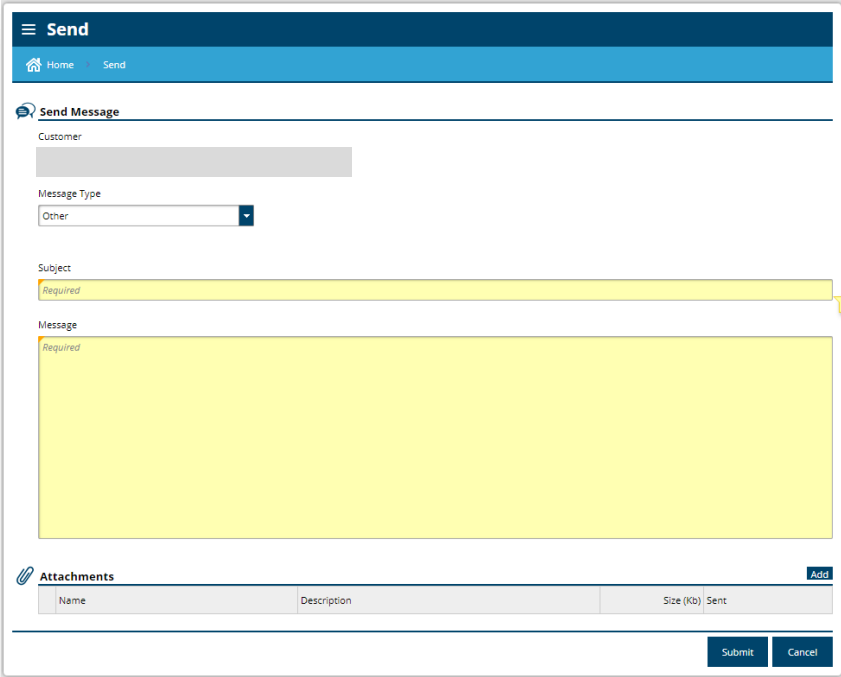 Send
Home > Send
Send Message
Customer
Message Type
Other
Subject
Required
Message
Required
Attachments Add
Name Description Size (Kb) Sent
Submit Cancel